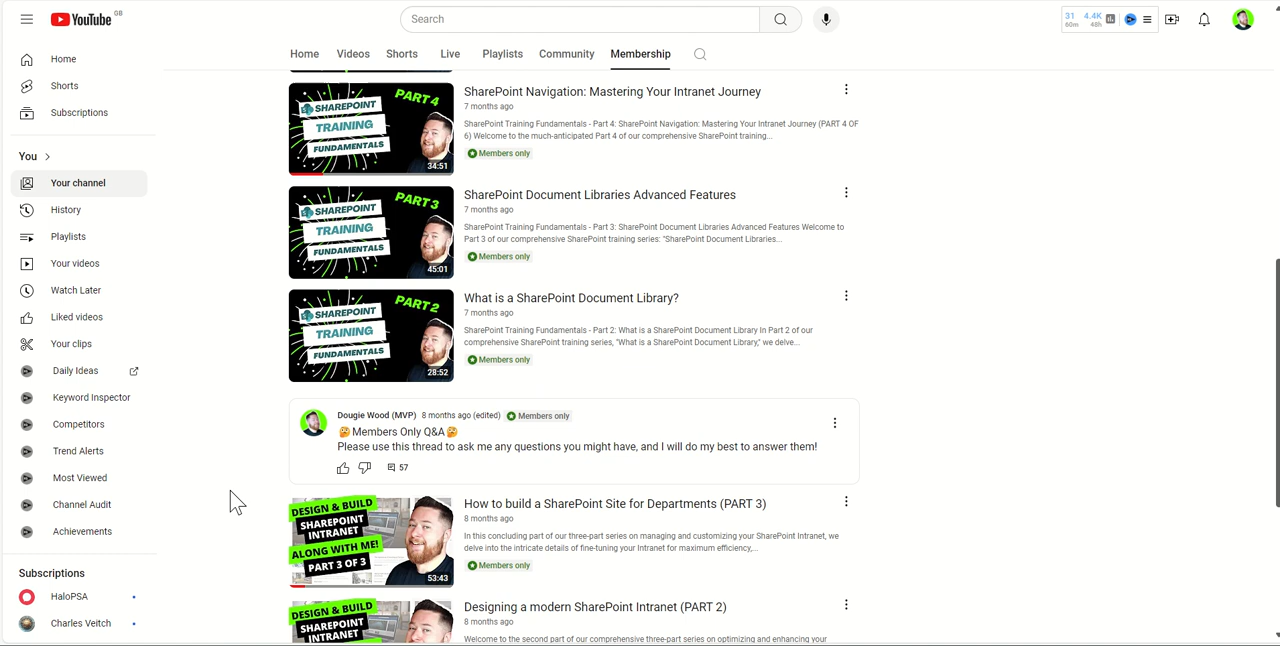 YouTube GB
Search
31 4.4K
60m 48h
Home Videos Shorts Live Playlists Community Membership
Home
Shorts
Subscriptions
You
Your channel
History
Playlists
Your videos
Watch Later
Liked videos
Your clips
Daily Ideas
Keyword Inspector
Competitors
Trend Alerts
Most Viewed
Channel Audit
Achievements
Subscriptions
HaloPSA
Charles Veitch
PART 4
SHAREPOINT
TRAINING
FUNDAMENTALS
34:51
SharePoint Navigation: Mastering Your Intranet Journey
7 months ago
SharePoint Training Fundamentals - Part 4: SharePoint Navigation: Mastering Your Intranet Journey (PART 4 OF
6) Welcome to the much-anticipated Part 4 of our comprehensive SharePoint training...
Members only
PART 3
SHAREPOINT
TRAINING
FUNDAMENTALS
45:01
SharePoint Document Libraries Advanced Features
7 months ago
SharePoint Training Fundamentals - Part 3: SharePoint Document Libraries Advanced Features Welcome to
Part 3 of our comprehensive SharePoint training series: "SharePoint Document Libraries...
Members only
PART 2
SHAREPOINT
TRAINING
FUNDAMENTALS
28:52
What is a SharePoint Document Library?
7 months ago
SharePoint Training Fundamentals - Part 2: What is a SharePoint Document Library In Part 2 of our
comprehensive SharePoint training series, "What is a SharePoint Document Library," we delve...
Members only
Dougie Wood (MVP) 8 months ago (edited) Members only
🤔Members Only Q&A🤔
Please use this thread to ask me any questions you might have, and I will do my best to answer them!
57
DESIGN & BUILD
SHAREPOINT
INTRANET
ALONG WITH ME!
PART 3 OF 3
53:43
How to build a SharePoint Site for Departments (PART 3)
8 months ago
In this concluding part of our three-part series on managing and customizing your SharePoint Intranet, we
delve into the intricate details of fine-tuning your Intranet for maximum efficiency,...
Members only
DESIGN & BUILD
SHAREPOINT
INTRANET
Designing a modern SharePoint Intranet (PART 2)
8 months ago
Welcome to the second part of our comprehensive three-part series on optimizing and enhancing your